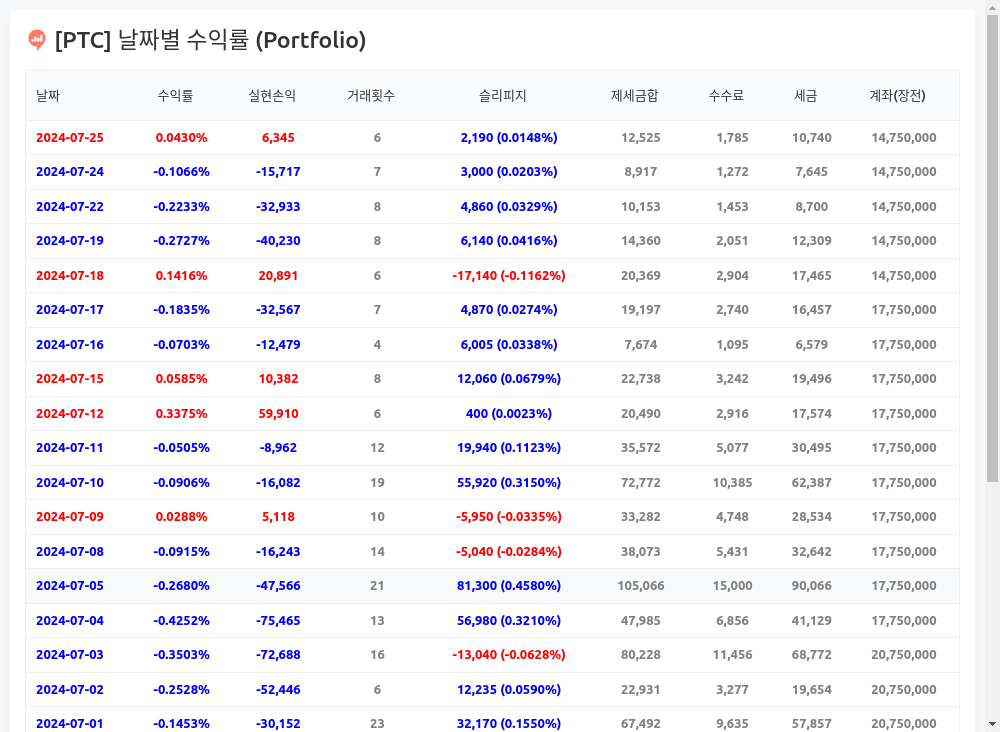 [PTC] 날짜별 수익률 (Portfolio)
날짜 수익률 실현손익 거래횟수 슬리피지 제세금합 수수료 세금 계좌(장전)
2024-07-25 0.0430% 6,345 6 2,190 (0.0148%) 12,525 1,785 10,740 14,750,000
2024-07-24 -0.1066% -15,717 7 3,000 (0.0203%) 8,917 1,272 7,645 14,750,000
2024-07-22 -0.2233% -32,933 8 4,860 (0.0329%) 10,153 1,453 8,700 14,750,000
2024-07-19 -0.2727% -40,230 8 6,140 (0.0416%) 14,360 2,051 12,309 14,750,000
2024-07-18 0.1416% 20,891 6 -17,140 (-0.1162%) 20,369 2,904 17,465 14,750,000
2024-07-17 -0.1835% -32,567 7 4,870 (0.0274%) 19,197 2,740 16,457 17,750,000
2024-07-16 -0.0703% -12,479 4 6,005 (0.0338%) 7,674 1,095 6,579 17,750,000
2024-07-15 0.0585% 10,382 8 12,060 (0.0679%) 22,738 3,242 19,496 17,750,000
2024-07-12 0.3375% 59,910 6 400 (0.0023%) 20,490 2,916 17,574 17,750,000
2024-07-11 -0.0505% -8,962 12 19,940 (0.1123%) 35,572 5,077 30,495 17,750,000
2024-07-10 -0.0906% -16,082 19 55,920 (0.3150%) 72,772 10,385 62,387 17,750,000
2024-07-09 0.0288% 5,118 10 -5,950 (-0.0335%) 33,282 4,748 28,534 17,750,000
2024-07-08 -0.0915% -16,243 14 -5,040 (-0.0284%) 38,073 5,431 32,642 17,750,000
2024-07-05 -0.2680% -47,566 21 81,300 (0.4580%) 105,066 15,000 90,066 17,750,000
2024-07-04 -0.4252% -75,465 13 56,980 (0.3210%) 47,985 6,856 41,129 17,750,000
2024-07-03 -0.3503% -72,688 16 -13,040 (-0.0628%) 80,228 11,456 68,772 20,750,000
2024-07-02 -0.2528% -52,446 6 12,235 (0.0590%) 22,931 3,277 19,654 20,750,000
2024-07-01 -0.1453% -30,152 23 32,170 (0.1550%) 67,492 9,635 57,857 20,750,000